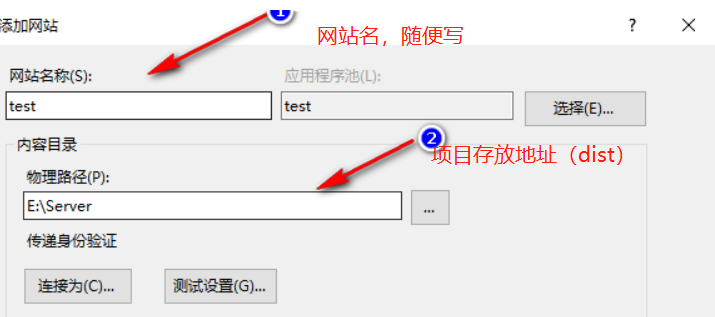 添加网站
1
网站名，随便写
? ×
网站名称(S):
应用程序池(L):
test
test
选择(E)...
内容目录
2
项目存放地址（dist）
物理路径(P):
E:\Server
...
传递身份验证
连接为(C)...
测试设置(G)...